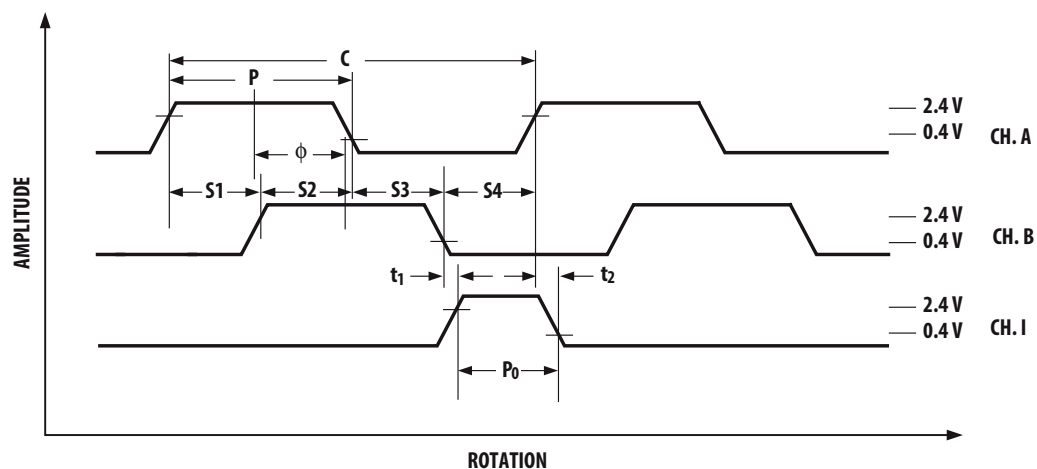 C
P
2.4 V
0.4 V
CH. A
ϕ
S1 S2 S3 S4
AMPLITUDE
2.4 V
0.4 V
CH. B
t₁ t₂
2.4 V
0.4 V
CH. I
P₀
ROTATION